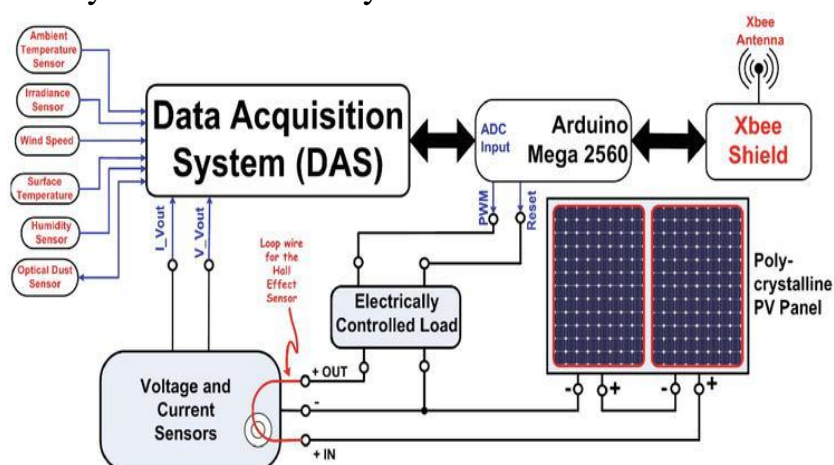 Ambient
Temperature
Sensor
Irradiance
Sensor
Wind Speed
Surface
Temperature
Humidity
Sensor
Optical Dust
Sensor
Data Acquisition
System (DAS)
ADC
Input
Arduino
Mega 2560
PWM
Reset
Xbee
Antenna
Xbee
Shield
I_Vout
V_Vout
Loop wire
for the
Hall
Effect
Sensor
Electrically
Controlled Load
Poly-
crystalline
PV Panel
Voltage and
Current
Sensors
+ OUT
-
+ IN
- + - +